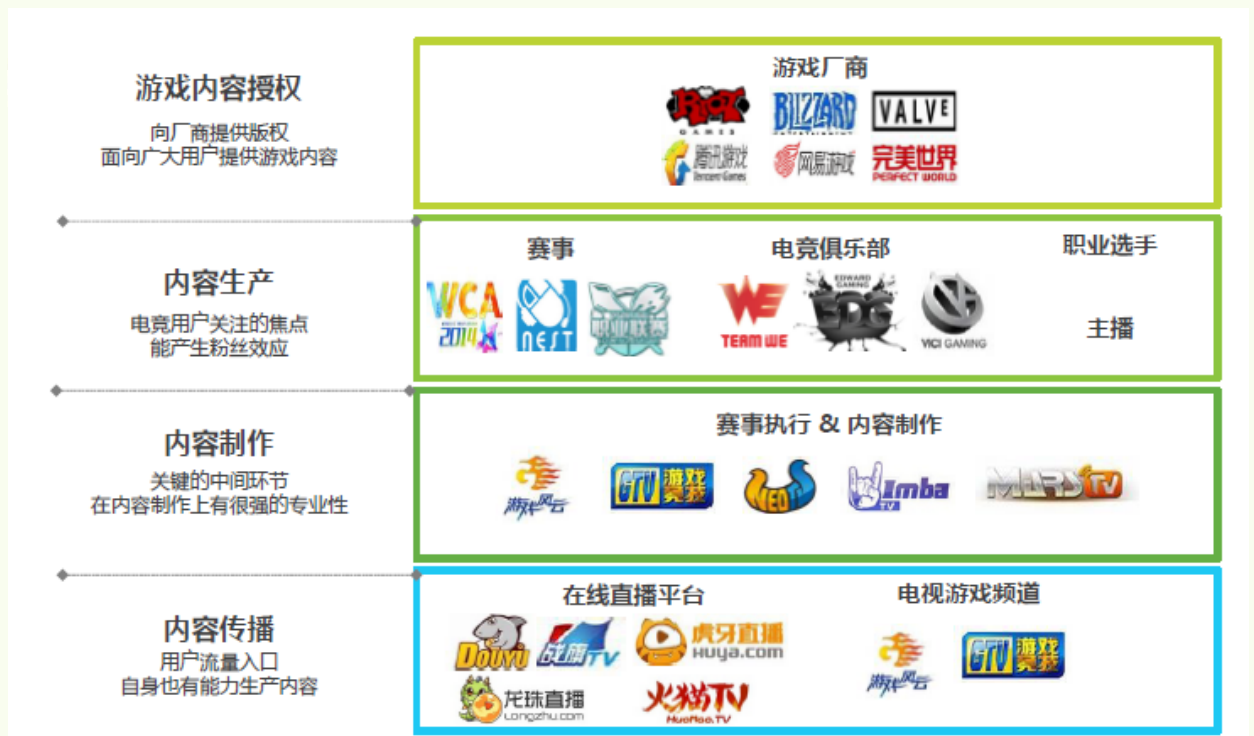 游戏内容授权
向厂商提供版权
面向广大用户提供游戏内容
游戏厂商
RIOT
GAMES
BLIZZARD
ENTERTAINMENT
VALVE
腾讯游戏
Tencent Games
网易游戏
完美世界
PERFECT WORLD
内容生产
电竞用户关注的焦点
能产生粉丝效应
赛事
WCA
2014
NEST
职业联赛
电竞俱乐部
WE
TEAM WE
EDWARD
GAMING
EDG
VG
VICI GAMING
职业选手
主播
内容制作
关键的中间环节
在内容制作上有很强的专业性
赛事执行 & 内容制作
游戏风云
GTV 游戏竞技
NEOTV
Imba
TV
MARSTV
内容传播
用户流量入口
自身也有能力生产内容
在线直播平台
DOUYU
战旗TV
虎牙直播
HUYA.COM
龙珠直播
Longzhu.com
火猫TV
HuoMao.TV
电视游戏频道
游戏风云
GTV 游戏竞技